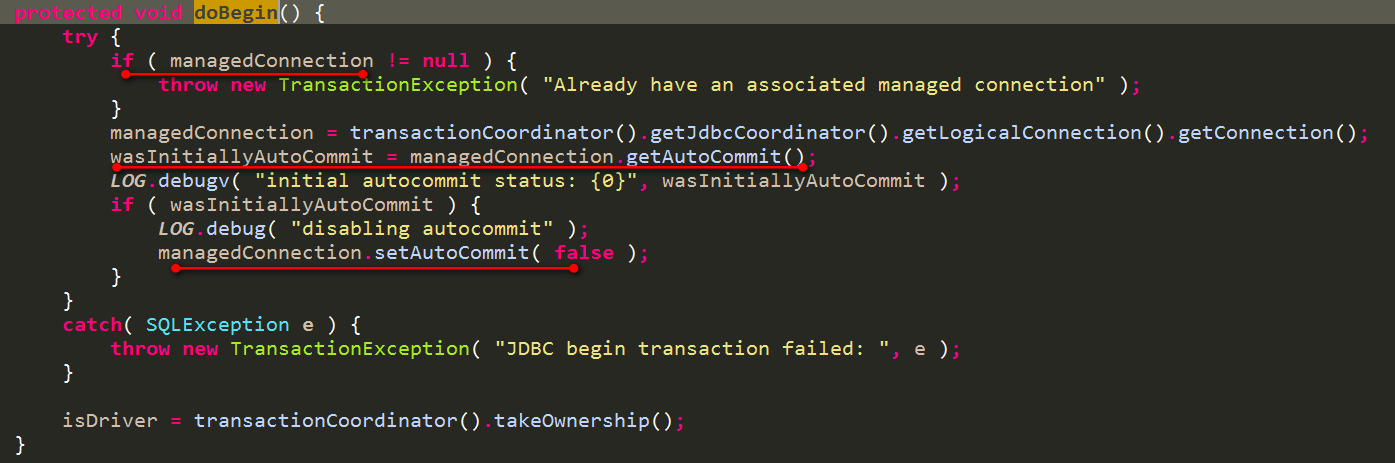 protected void doBegin() {
    try {
        if ( managedConnection != null ) {
            throw new TransactionException( "Already have an associated managed connection" );
        }
        managedConnection = transactionCoordinator().getJdbcCoordinator().getLogicalConnection().getConnection();
        wasInitiallyAutoCommit = managedConnection.getAutoCommit();
        LOG.debugv( "initial autocommit status: {0}", wasInitiallyAutoCommit );
        if ( wasInitiallyAutoCommit ) {
            LOG.debug( "disabling autocommit" );
            managedConnection.setAutoCommit( false );
        }
    }
    catch( SQLException e ) {
        throw new TransactionException( "JDBC begin transaction failed: ", e );
    }

    isDriver = transactionCoordinator().takeOwnership();
}